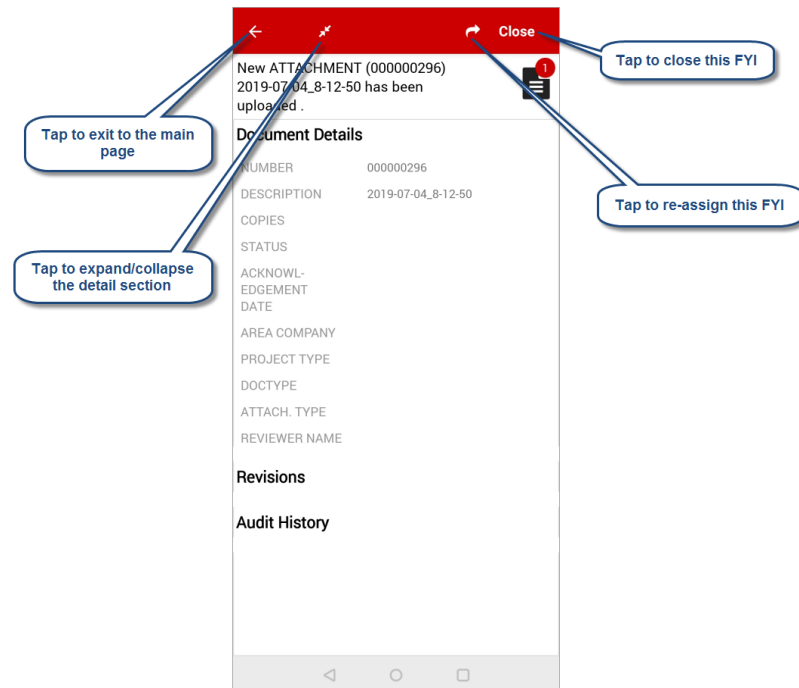 Close
Tap to close this FYI
New ATTACHMENT (000000296)
2019-07-04_8-12-50 has been
uploaded .
1
Tap to exit to the main
page
Document Details
NUMBER 000000296
DESCRIPTION 2019-07-04_8-12-50
Tap to re-assign this FYI
COPIES
STATUS
Tap to expand/collapse
the detail section
ACKNOWL-
EDGEMENT
DATE
AREA COMPANY
PROJECT TYPE
DOCTYPE
ATTACH. TYPE
REVIEWER NAME
Revisions
Audit History